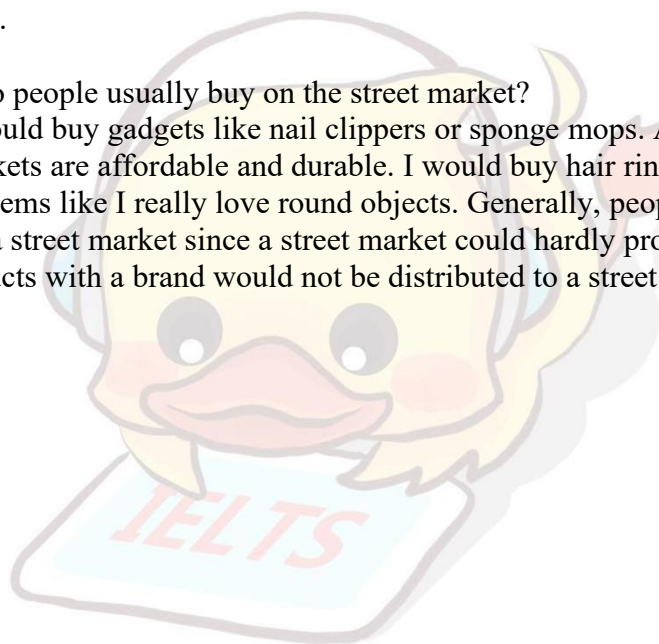 .
o people usually buy on the street market?
ould buy gadgets like nail clippers or sponge mops. A
kets are affordable and durable. I would buy hair rin
eems like I really love round objects. Generally, peop
a street market since a street market could hardly pro
cts with a brand would not be distributed to a street
IELTS